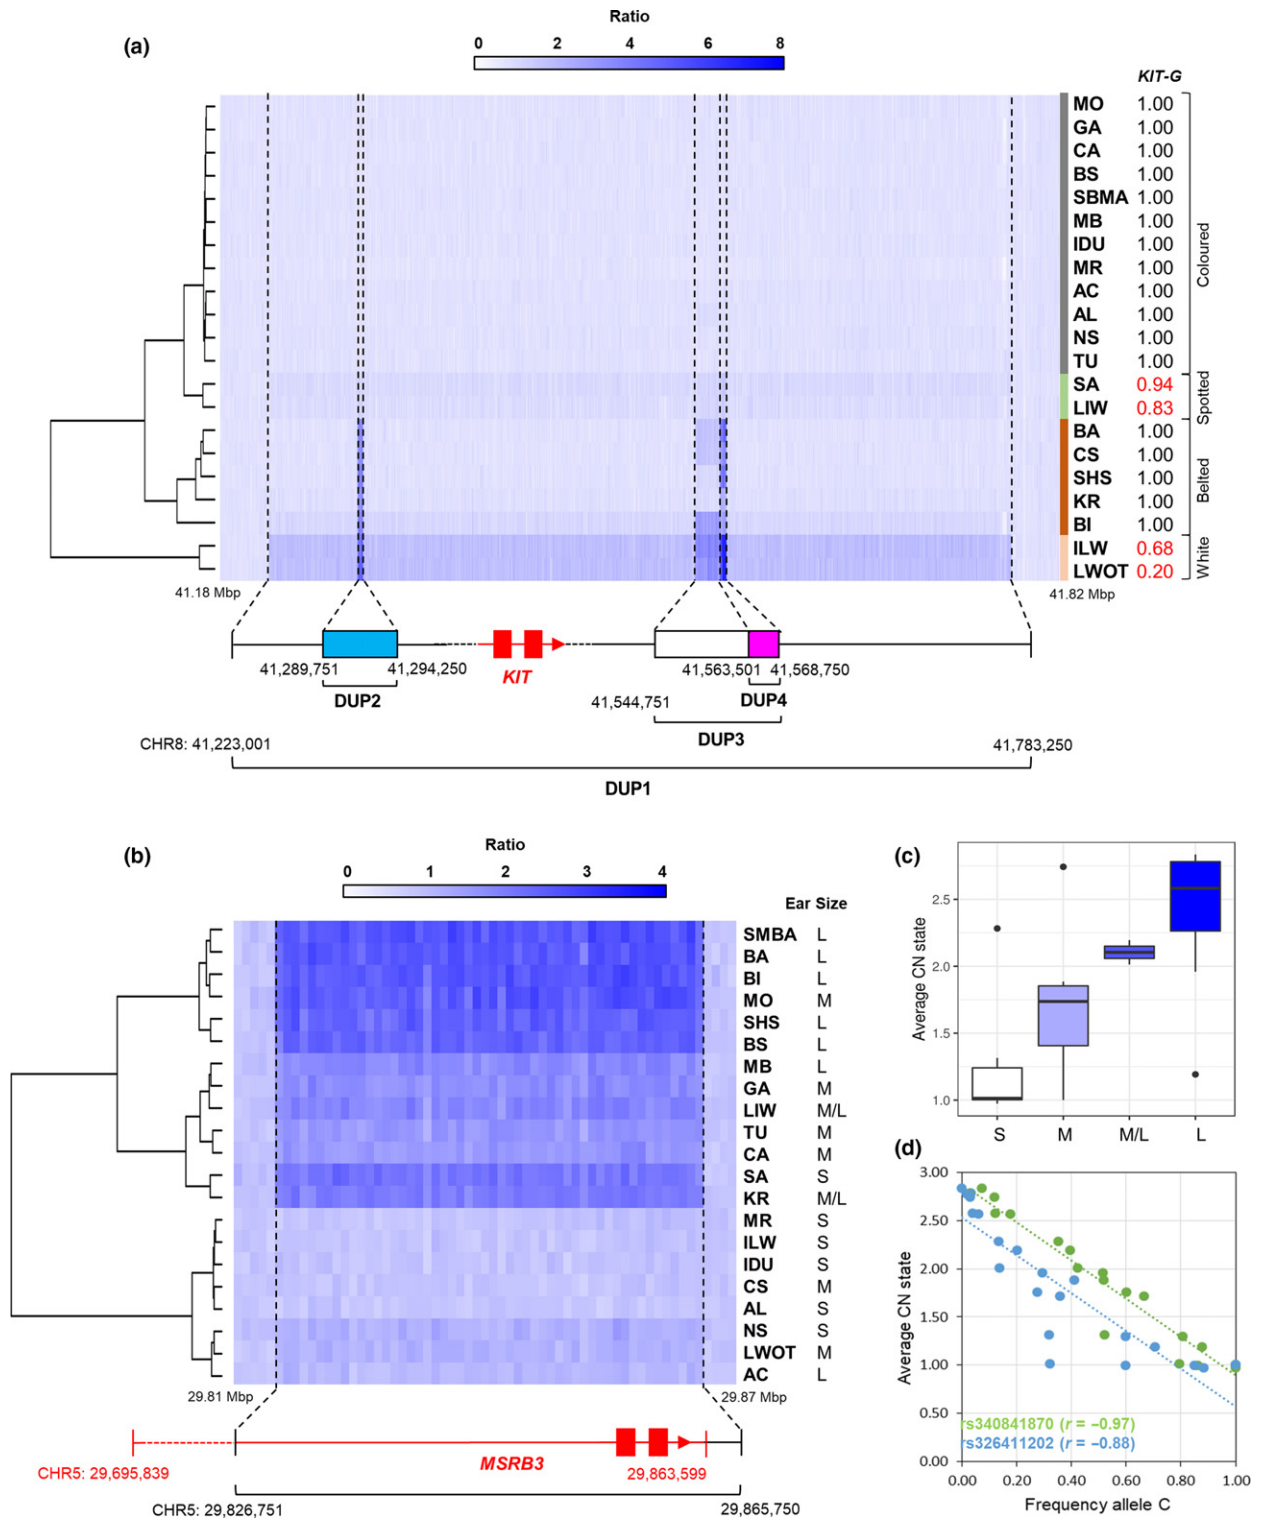 Ratio
(a)
0 2 4 6 8
KIT-G
MO 1.00
GA 1.00
CA 1.00
BS 1.00
SBMA 1.00
MB 1.00
IDU 1.00
MR 1.00
AC 1.00
AL 1.00
NS 1.00
TU 1.00
SA 0.94
LIW 0.83
BA 1.00
CS 1.00
SHS 1.00
KR 1.00
BI 1.00
ILW 0.68
LWOT 0.20
Coloured
Spotted
Belted
White
41.18 Mbp
41.82 Mbp
41,289,751
41,294,250
KIT
41,563,501
41,568,750
DUP2
41,544,751
DUP4
DUP3
CHR8: 41,223,001
41,783,250
DUP1
(b)
Ratio
0 1 2 3 4
Ear Size
SMBA L
BA L
BI L
MO M
SHS L
BS L
MB L
GA M
LIW M/L
TU M
CA M
SA S
KR M/L
MR S
ILW S
IDU S
CS M
AL S
NS S
LWOT M
AC L
29.81 Mbp
29.87 Mbp
MSRB3
CHR5: 29,695,839
29,863,599
CHR5: 29,826,751
29,865,750
(c)
Average CN state
2.5
2.0
1.5
1.0
S M M/L L
(d)
Average CN state
3.00
2.50
2.00
1.50
1.00
0.50
0.00
rs340841870 (r = −0.97)
rs326411202 (r = −0.88)
0.00 0.20 0.40 0.60 0.80 1.00
Frequency allele C